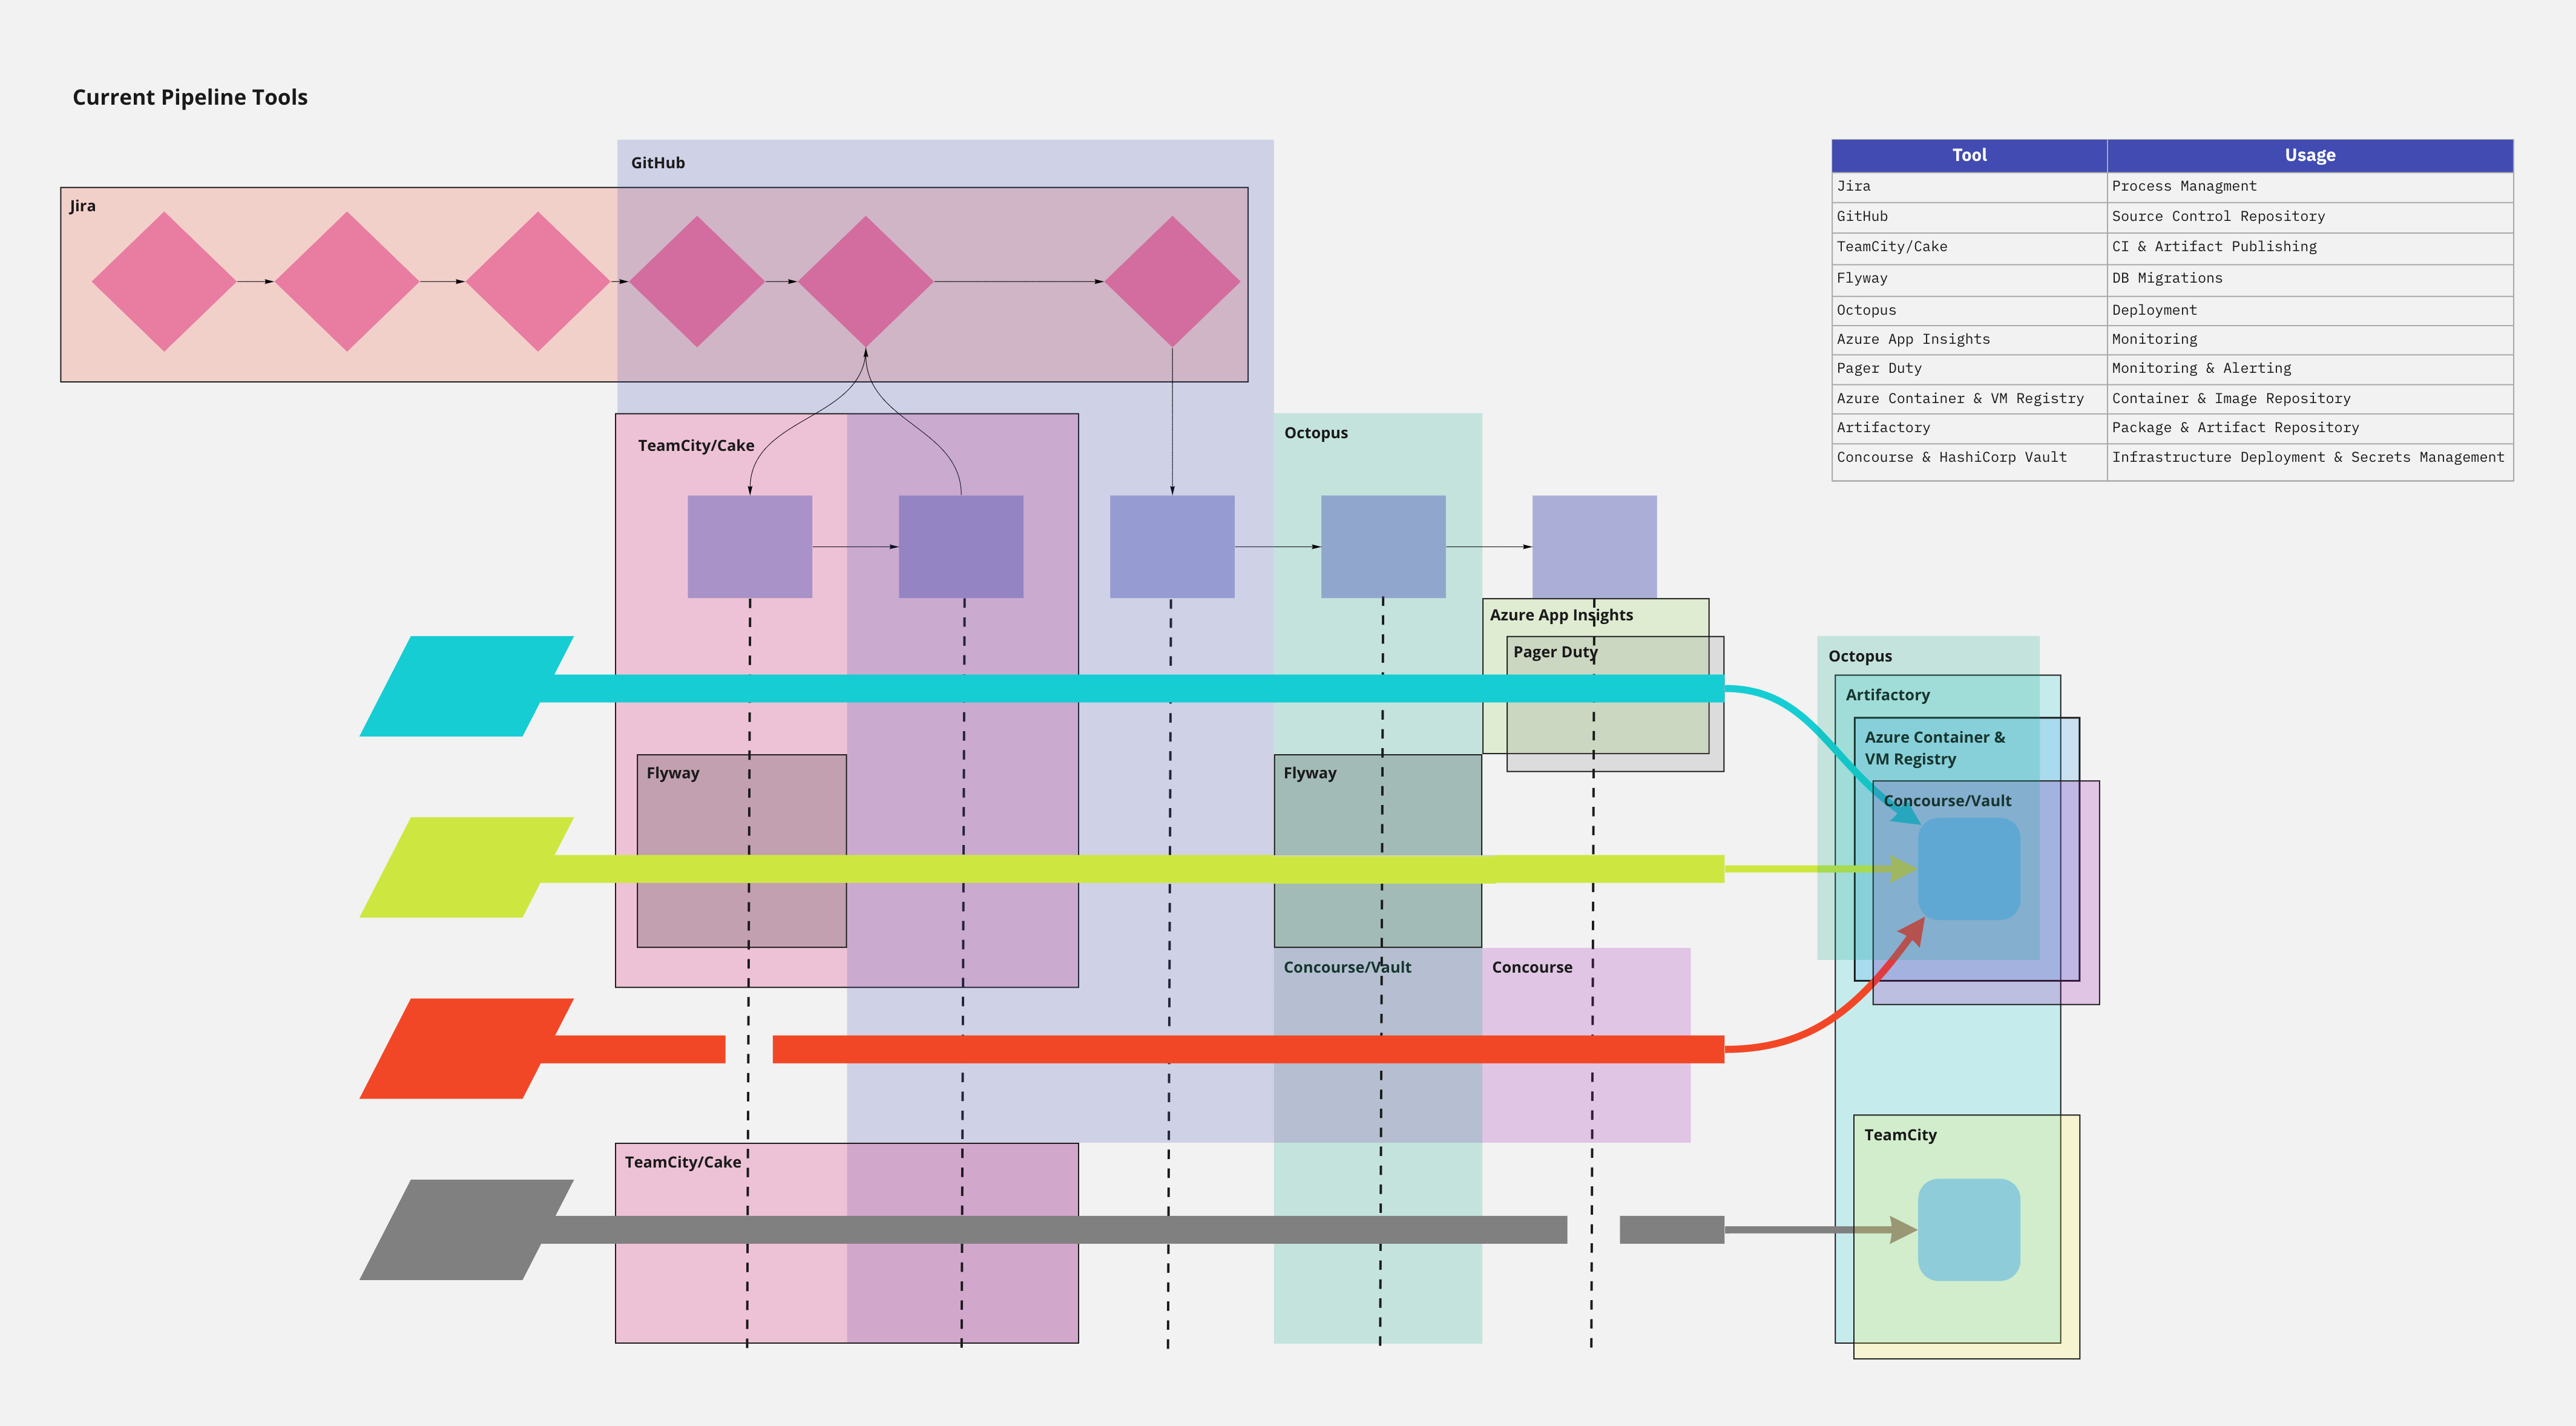 Current Pipeline Tools
GitHub
Jira
TeamCity/Cake
Octopus
Azure App Insights
Pager Duty
Flyway
Flyway
Concourse/Vault
Concourse
TeamCity/Cake
Tool Usage
Jira Process Managment
GitHub Source Control Repository
TeamCity/Cake CI & Artifact Publishing
Flyway DB Migrations
Octopus Deployment
Azure App Insights Monitoring
Pager Duty Monitoring & Alerting
Azure Container & VM Registry Container & Image Repository
Artifactory Package & Artifact Repository
Concourse & HashiCorp Vault Infrastructure Deployment & Secrets Management
Octopus
Artifactory
Azure Container &
VM Registry
Concourse/Vault
TeamCity